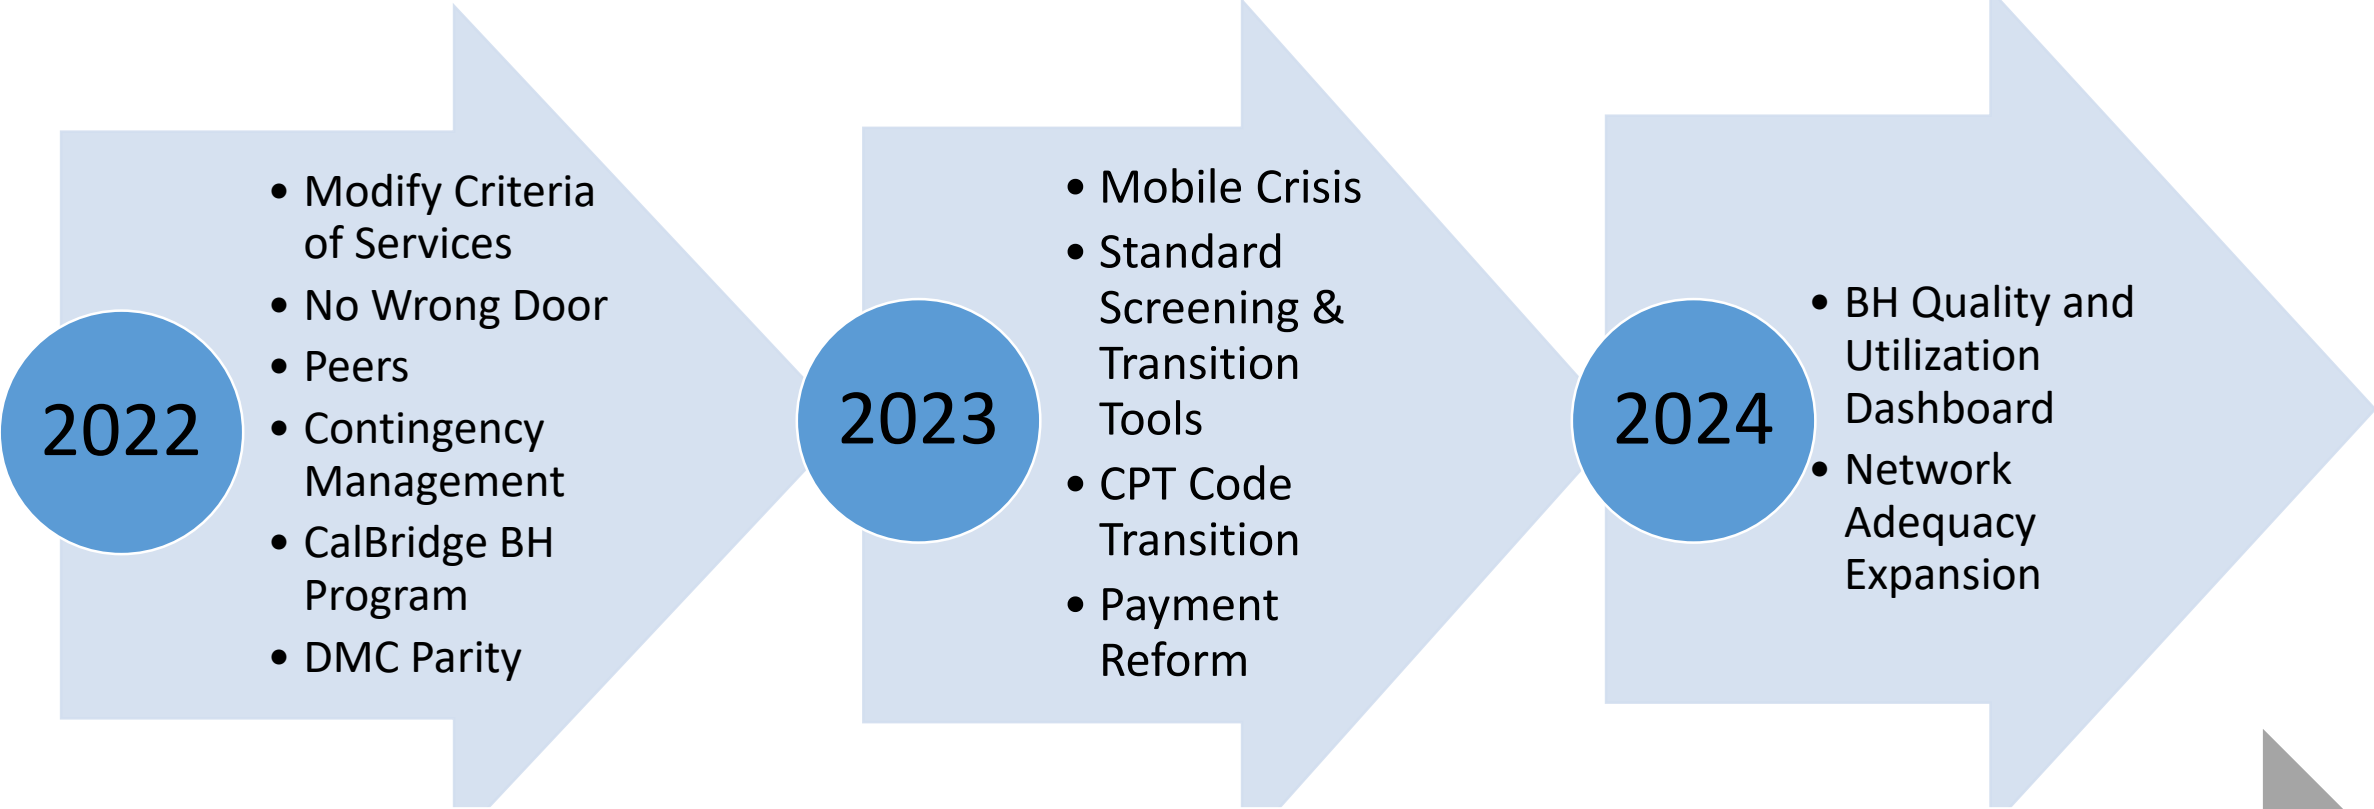 2022
• Modify Criteria
of Services
• No Wrong Door
• Peers
• Contingency
Management
• CalBridge BH
Program
• DMC Parity
2023
• Mobile Crisis
• Standard
Screening &
Transition
Tools
• CPT Code
Transition
• Payment
Reform
2024
• BH Quality and
Utilization
Dashboard
• Network
Adequacy
Expansion